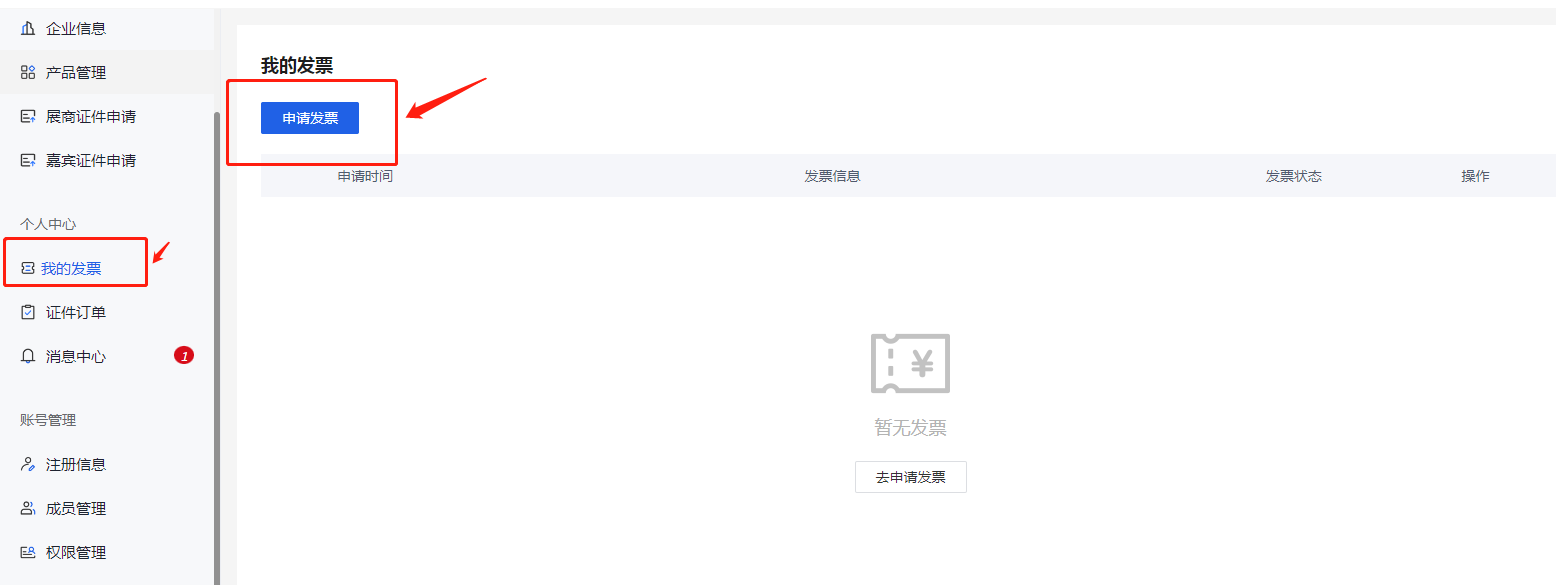 企业信息
产品管理
展商证件申请
嘉宾证件申请
个人中心
我的发票
证件订单
消息中心 1
账号管理
注册信息
成员管理
权限管理
我的发票
申请发票
申请时间 发票信息 发票状态 操作
¥
暂无发票
去申请发票